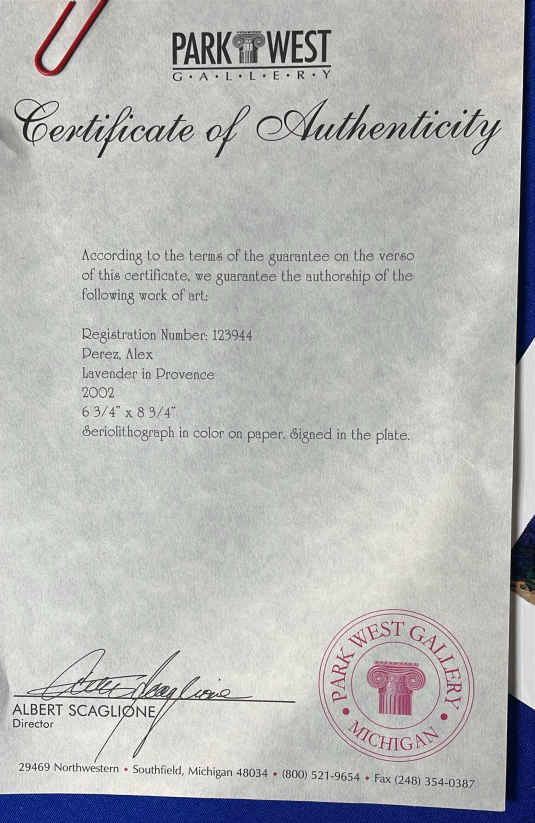 PARK WEST
G·A·L·L·E·R·Y
Certificate of Authenticity
According to the terms of the guarantee on the verso
of this certificate, we guarantee the authorship of the
following work of art:
Registration Number: 123944
Perez, Alex
Lavender in Provence
2002
6 3/4" x 8 3/4"
Seriolithograph in color on paper. Signed in the plate.
ALBERT SCAGLIONE
Director
PARK WEST GALLERY
• MICHIGAN •
29469 Northwestern • Southfield, Michigan 48034 • (800) 521-9654 • Fax (248) 354-0387